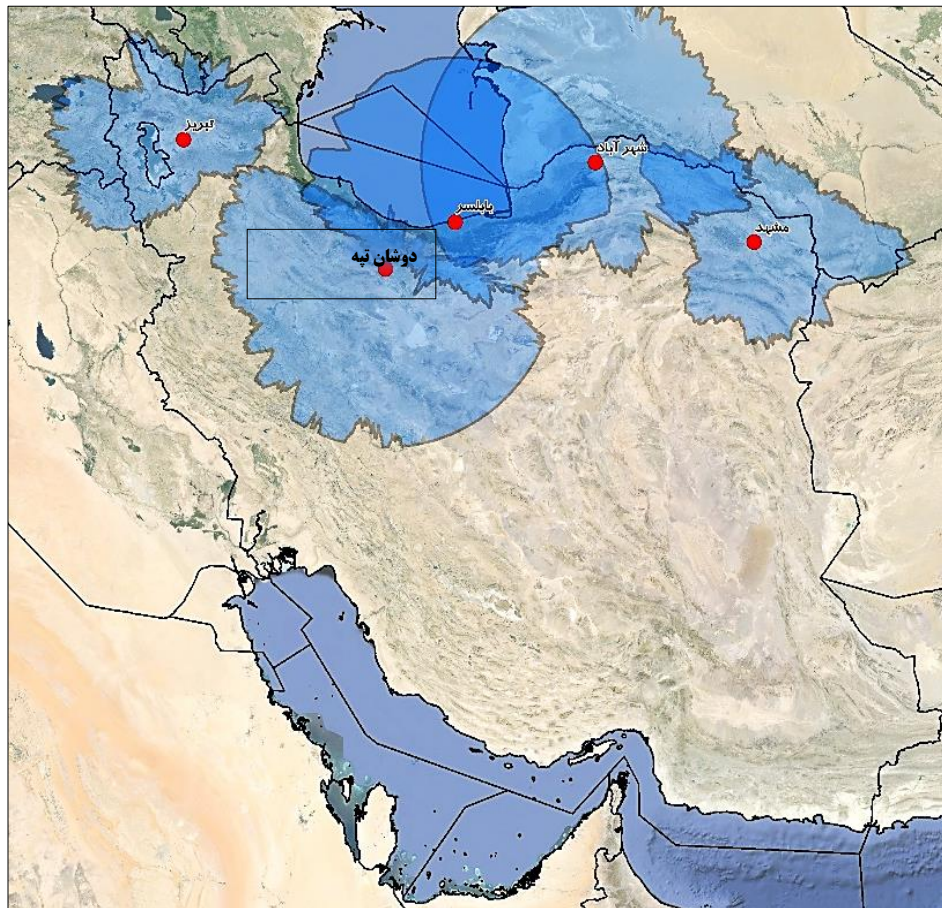 تبریز
شهرآباد
بابلسر
مشهد
دوشان تپه